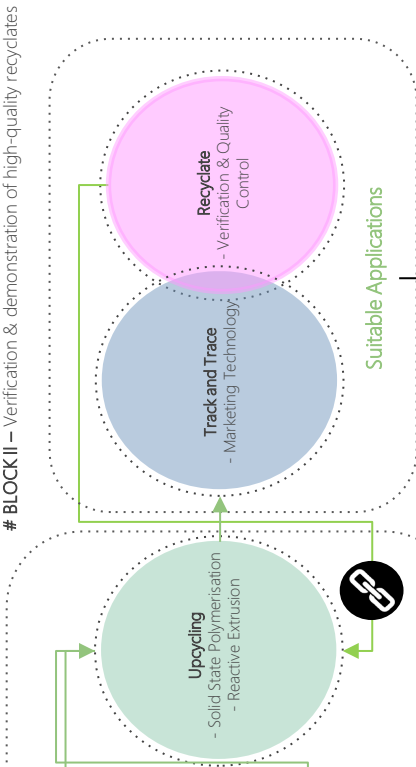 # BLOCK II – Verification & demonstration of high-quality recyclates
Upcycling
- Solid State Polymerisation
- Reactive Extrusion
Track and Trace
- Marketing Technology
Recyclate
- Verification & Quality
Control
Suitable Applications